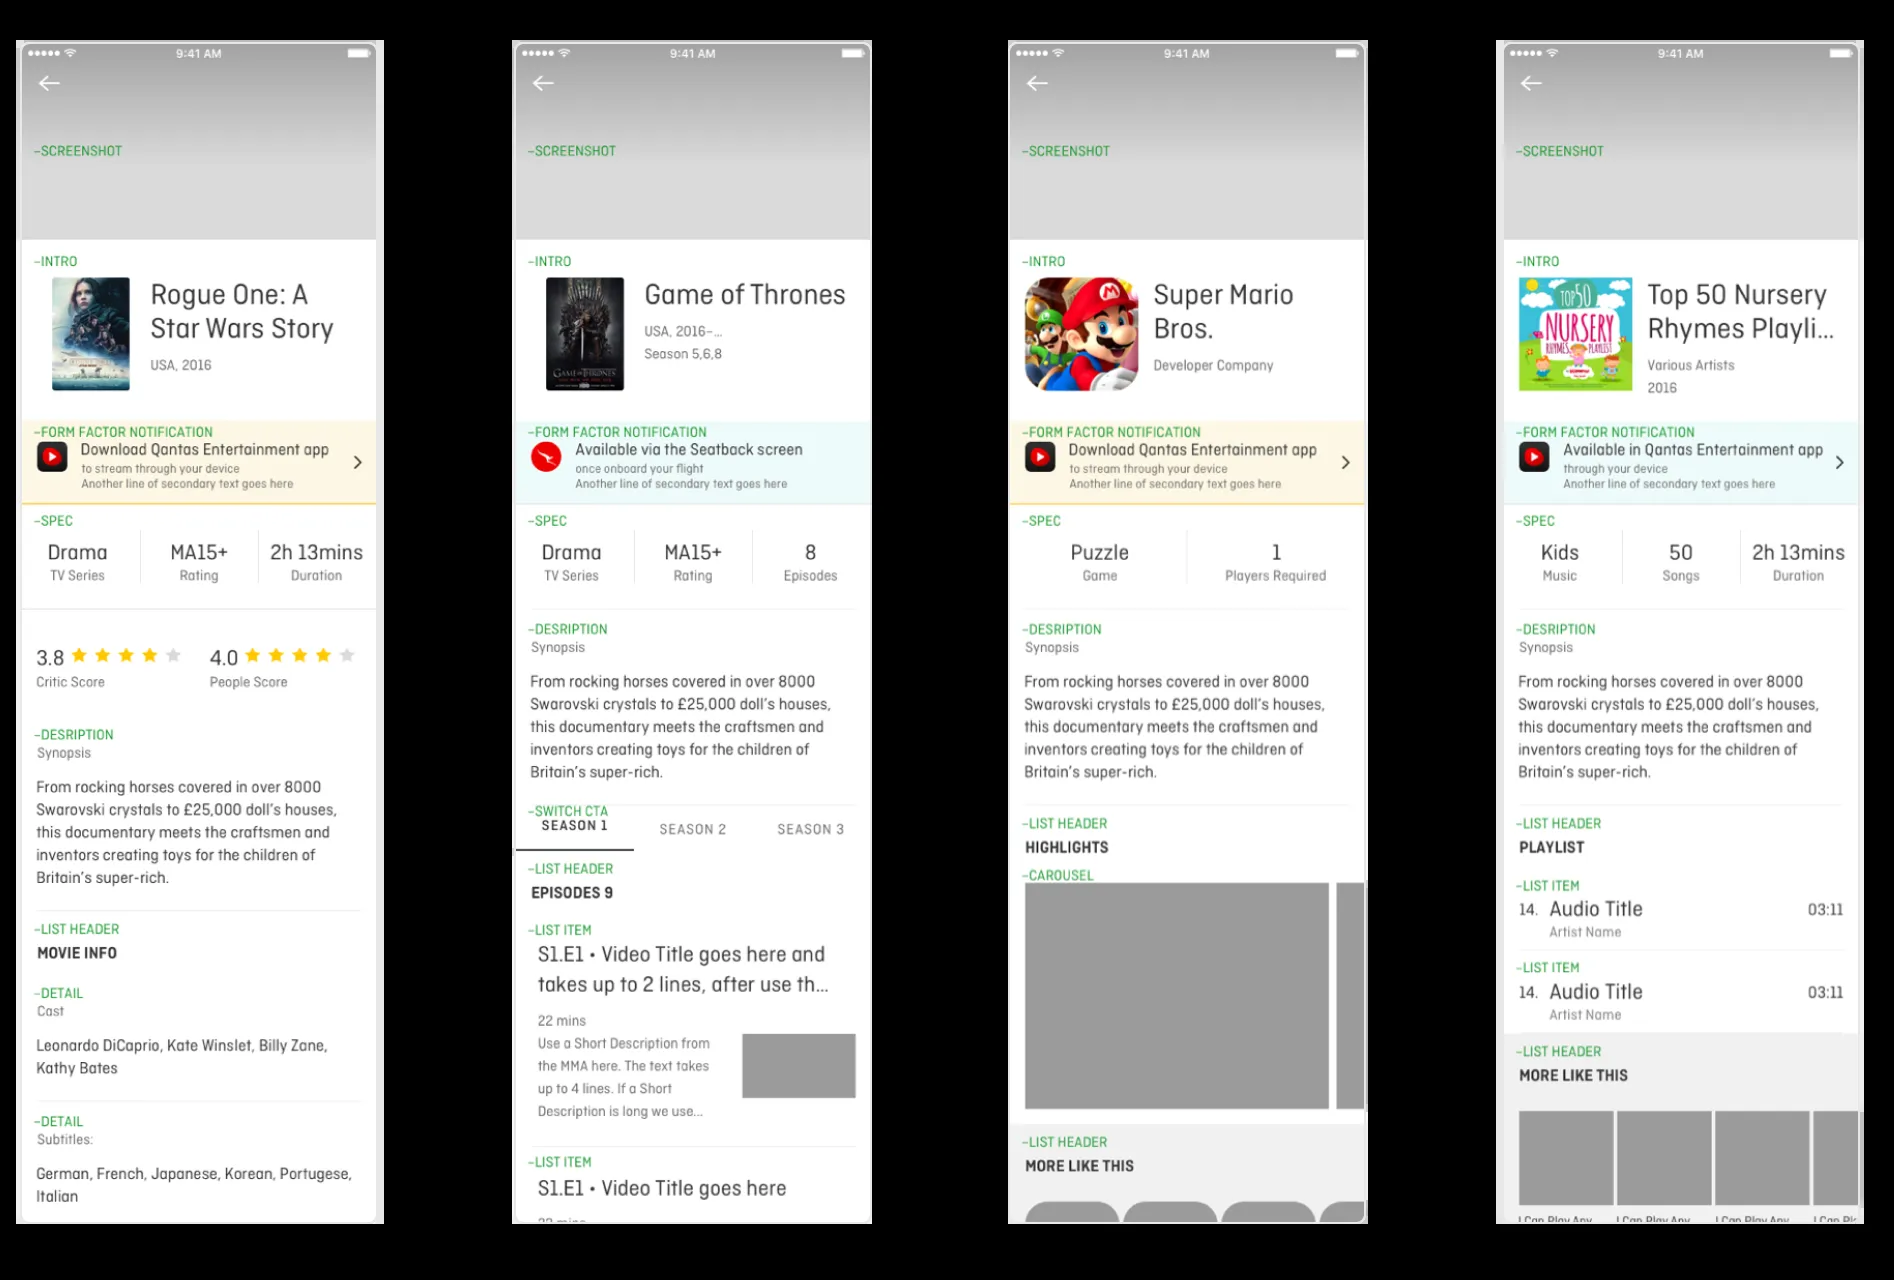 9:41 AM
-SCREENSHOT
-INTRO
Rogue One: A
Star Wars Story
USA, 2016
-FORM FACTOR NOTIFICATION
Download Qantas Entertainment app
to stream through your device
Another line of secondary text goes here
-SPEC
Drama
TV Series
MA15+
Rating
2h 13mins
Duration
3.8
Critic Score
4.0
People Score
-DESRIPTION
Synopsis
From rocking horses covered in over 8000
Swarovski crystals to £25,000 doll's houses,
this documentary meets the craftsmen and
inventors creating toys for the children of
Britain's super-rich.
-LIST HEADER
MOVIE INFO
-DETAIL
Cast
Leonardo DiCaprio, Kate Winslet, Billy Zane,
Kathy Bates
-DETAIL
Subtitles:
German, French, Japanese, Korean, Portugese,
Italian
9:41 AM
-SCREENSHOT
-INTRO
GAME OF THRONES
Game of Thrones
USA, 2016-...
Season 5,6,8
-FORM FACTOR NOTIFICATION
Available via the Seatback screen
once onboard your flight
Another line of secondary text goes here
-SPEC
Drama
TV Series
MA15+
Rating
8
Episodes
-DESRIPTION
Synopsis
From rocking horses covered in over 8000
Swarovski crystals to £25,000 doll's houses,
this documentary meets the craftsmen and
inventors creating toys for the children of
Britain's super-rich.
-SWITCH CTA
SEASON 1
SEASON 2
SEASON 3
-LIST HEADER
EPISODES 9
-LIST ITEM
S1.E1 • Video Title goes here and
takes up to 2 lines, after use th...
22 mins
Use a Short Description from
the MMA here. The text takes
up to 4 lines. If a Short
Description is long we use...
-LIST ITEM
S1.E1 • Video Title goes here
22 mins
9:41 AM
-SCREENSHOT
-INTRO
M
Super Mario
Bros.
Developer Company
-FORM FACTOR NOTIFICATION
Download Qantas Entertainment app
to stream through your device
Another line of secondary text goes here
-SPEC
Puzzle
Game
1
Players Required
-DESRIPTION
Synopsis
From rocking horses covered in over 8000
Swarovski crystals to £25,000 doll's houses,
this documentary meets the craftsmen and
inventors creating toys for the children of
Britain's super-rich.
-LIST HEADER
HIGHLIGHTS
-CAROUSEL
-LIST HEADER
MORE LIKE THIS
9:41 AM
-SCREENSHOT
-INTRO
TOP 50
NURSERY
RHYMES PLAYLIST
Top 50 Nursery
Rhymes Playli...
Various Artists
2016
-FORM FACTOR NOTIFICATION
Available in Qantas Entertainment app
through your device
Another line of secondary text goes here
-SPEC
Kids
Music
50
Songs
2h 13mins
Duration
-DESRIPTION
Synopsis
From rocking horses covered in over 8000
Swarovski crystals to £25,000 doll's houses,
this documentary meets the craftsmen and
inventors creating toys for the children of
Britain's super-rich.
-LIST HEADER
PLAYLIST
-LIST ITEM
14. Audio Title 03:11
Artist Name
-LIST ITEM
14. Audio Title 03:11
Artist Name
-LIST HEADER
MORE LIKE THIS
I Can Play Any
I Can Play Any
I Can Play Any
I Can Pl